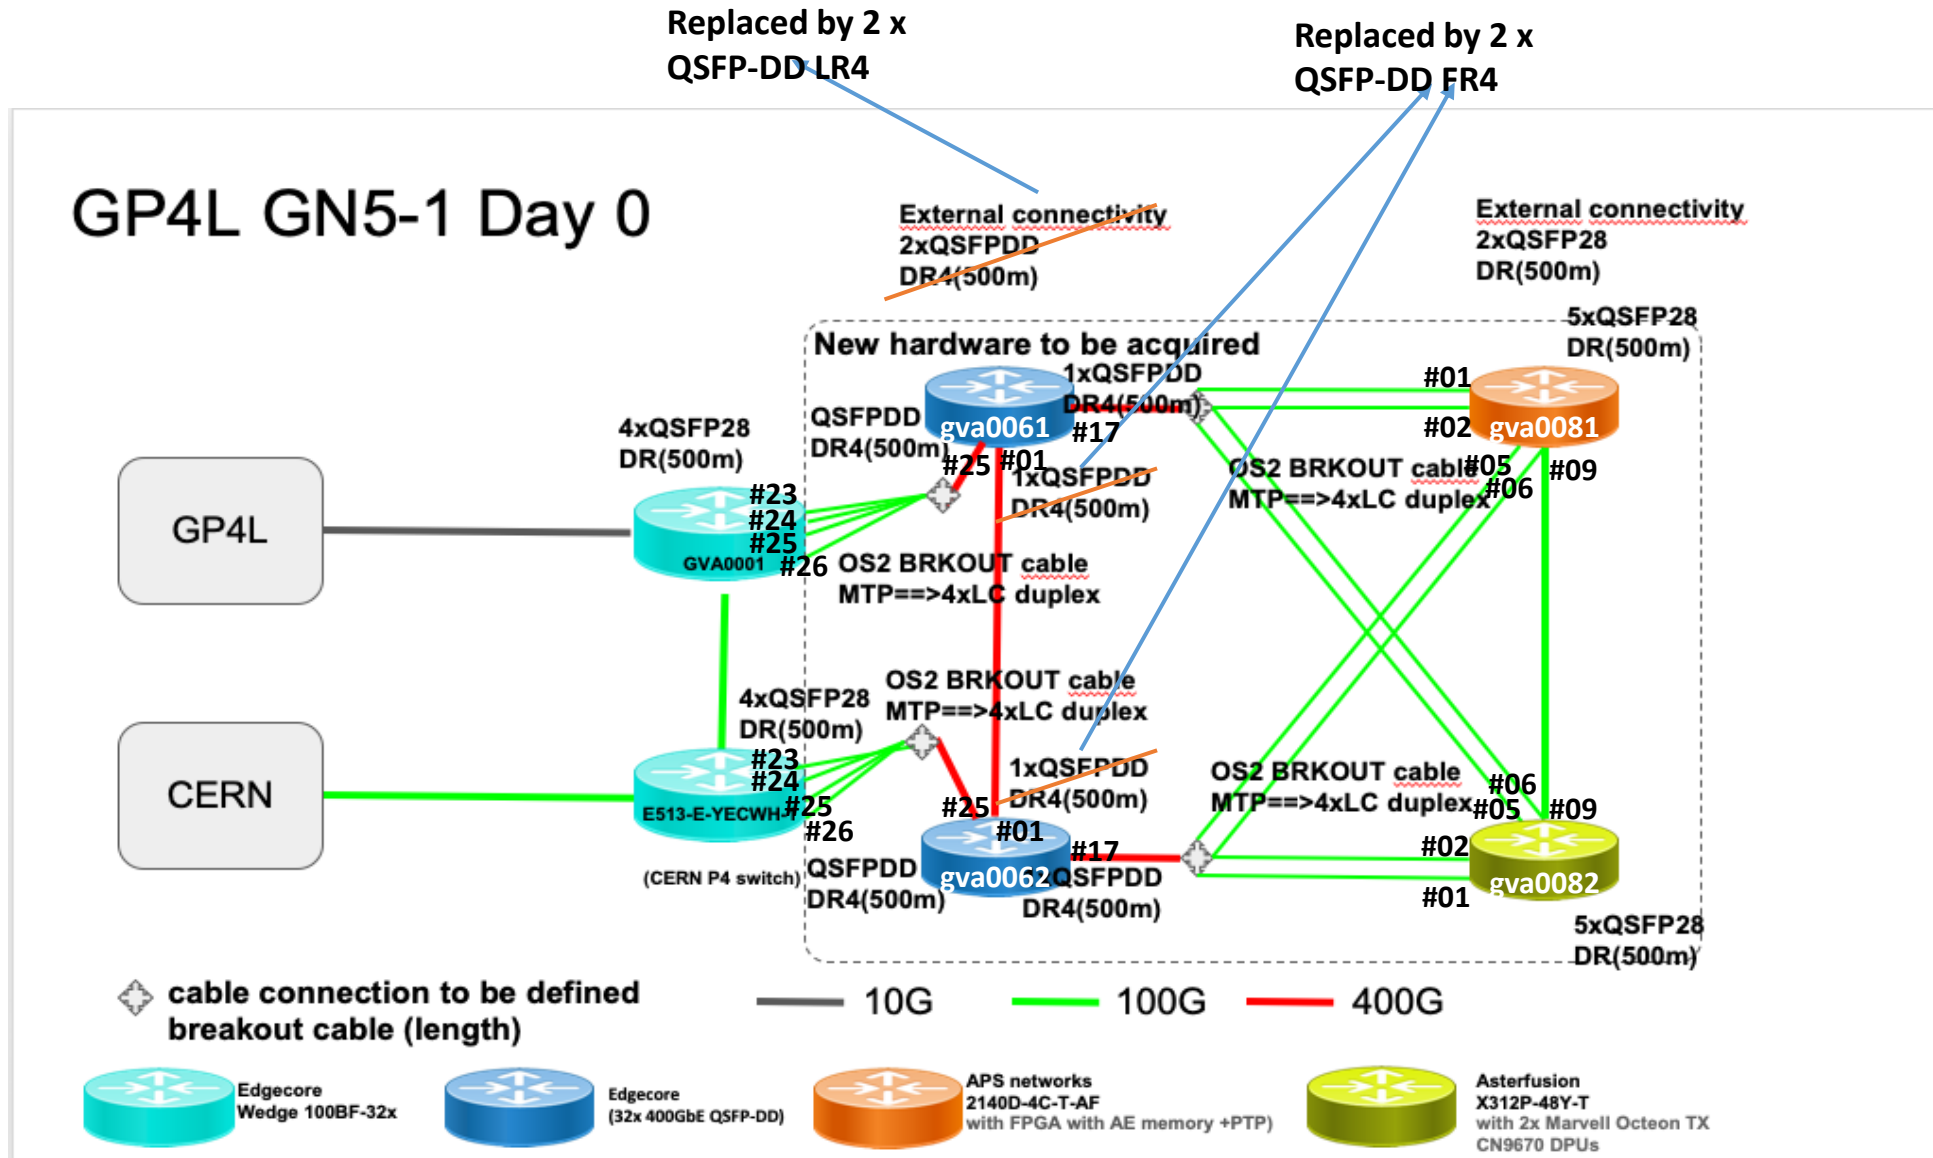 Replaced by 2 x
QSFP-DD LR4
Replaced by 2 x
QSFP-DD FR4
GP4L GN5-1 Day 0
External connectivity
2xQSFPDD
DR4(500m)
External connectivity
2xQSFP28
DR(500m)
5xQSFP28
DR(500m)
New hardware to be acquired
1xQSFPDD
DR4(500m)
#17
gva0061
QSFPDD
DR4(500m)
#25
#01
1xQSFPDD
DR4(500m)
#01
#02
gva0081
#05
#06
#09
OS2 BRKOUT cable
MTP==>4xLC duplex
4xQSFP28
DR(500m)
#23
#24
#25
#26
GVA0001
GP4L
OS2 BRKOUT cable
MTP==>4xLC duplex
OS2 BRKOUT cable
MTP==>4xLC duplex
4xQSFP28
DR(500m)
#23
#24
#25
#26
CERN
E513-E-YECWH-
(CERN P4 switch)
1xQSFPDD
DR4(500m)
#25
#01
#17
gva0062
QSFPDD
DR4(500m)
QSFPDD
DR4(500m)
OS2 BRKOUT cable
MTP==>4xLC duplex
#06
#05
#09
#02
#01
gva0082
5xQSFP28
DR(500m)
cable connection to be defined
breakout cable (length)
10G
100G
400G
Edgecore
Wedge 100BF-32x
Edgecore
(32x 400GbE QSFP-DD)
APS networks
2140D-4C-T-AF
with FPGA with AE memory +PTP)
Asterfusion
X312P-48Y-T
with 2x Marvell Octeon TX
CN9670 DPUs